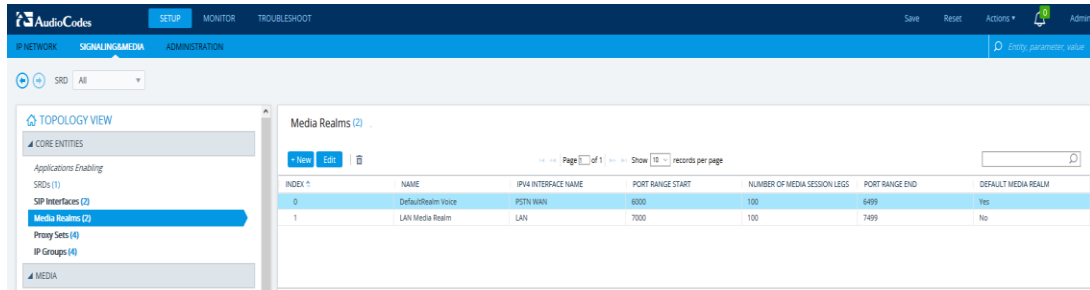 AudioCodes SETUP MONITOR TROUBLESHOOT Save Reset Actions 0 Admin
IP NETWORK SIGNALING&MEDIA ADMINISTRATION Entity, parameter, value
SRD All
TOPOLOGY VIEW
CORE ENTITIES
Applications Enabling
SRDs (1)
SIP Interfaces (2)
Media Realms (2)
Proxy Sets (4)
IP Groups (4)
MEDIA
Media Realms (2)
+ New Edit Page 1 of 1 Show 10 records per page
INDEX NAME IPV4 INTERFACE NAME PORT RANGE START NUMBER OF MEDIA SESSION LEGS PORT RANGE END DEFAULT MEDIA REALM
0 DefaultRealm Voice PSTN WAN 6000 100 6499 Yes
1 LAN Media Realm LAN 7000 100 7499 No